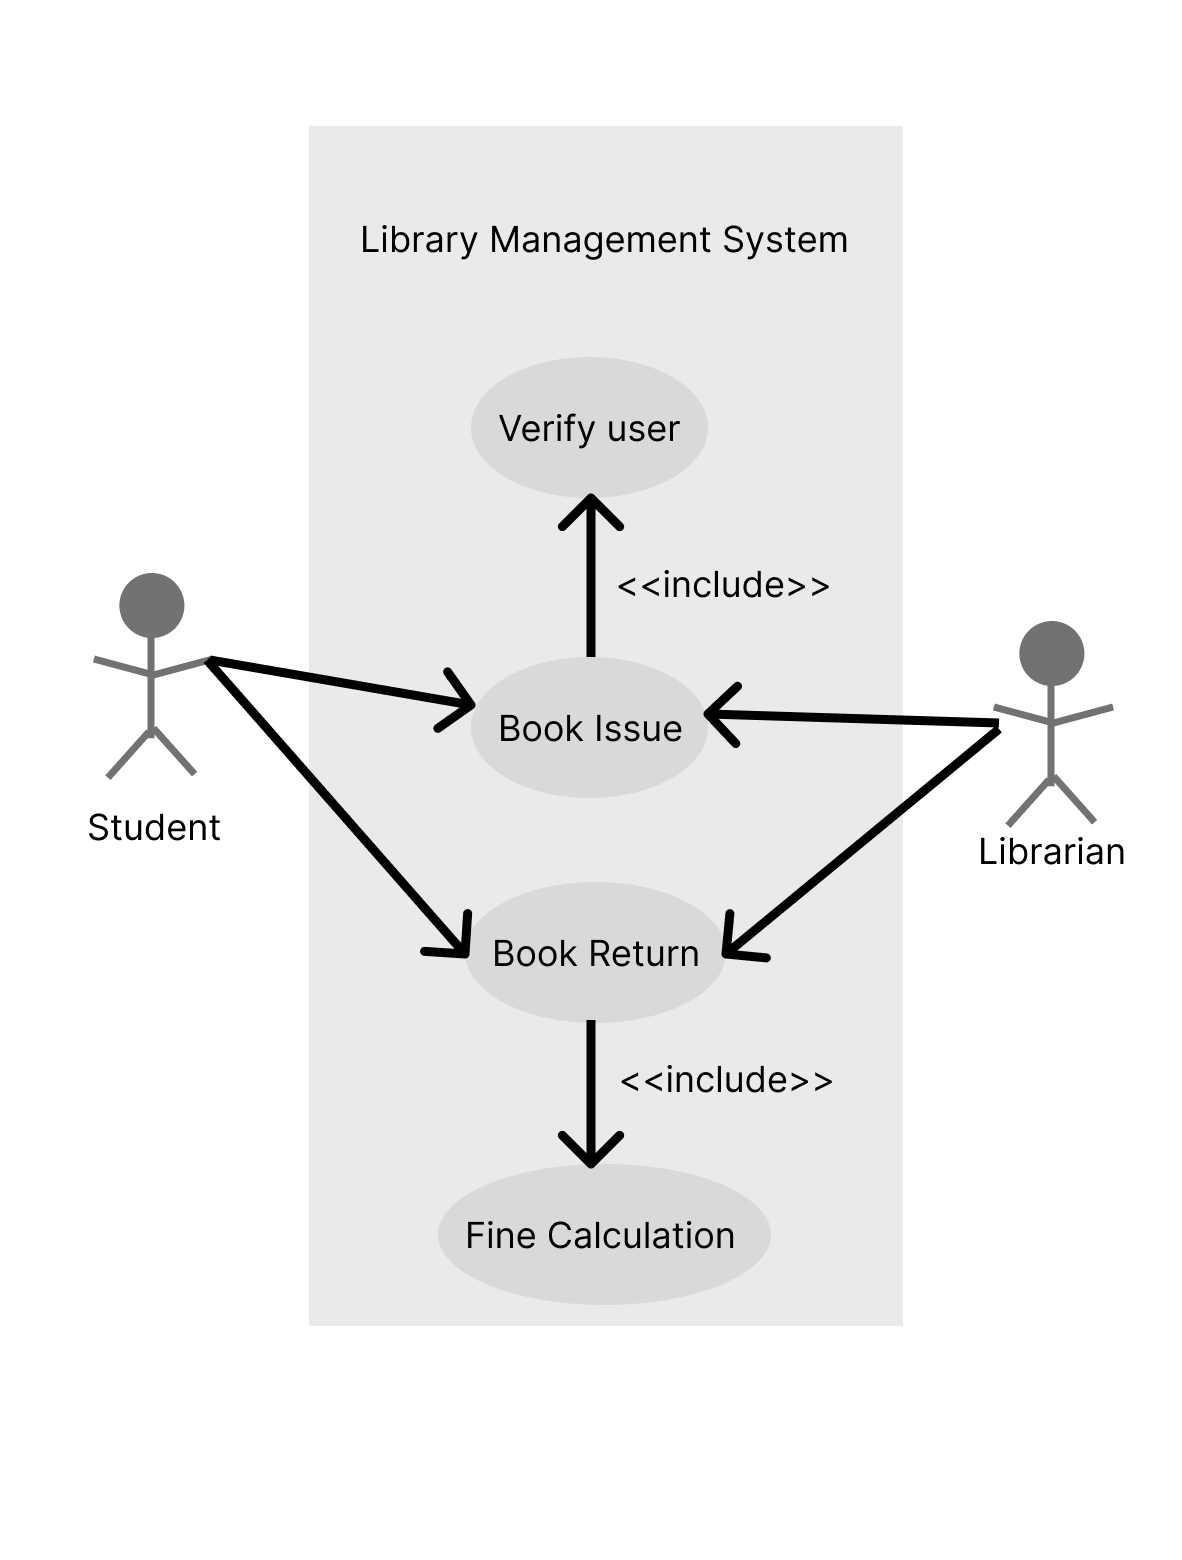 Library Management System
Verify user
<<include>>
Book Issue
Student
Librarian
Book Return
<<include>>
Fine Calculation